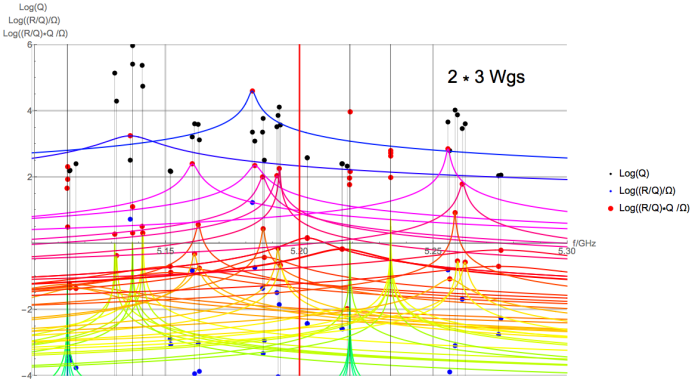 Log(Q)
Log((R/Q)/Ω)
Log((R/Q)*Q /Ω)
6
2 * 3 Wgs
4
2
Log(Q)
Log((R/Q)/Ω)
Log((R/Q)*Q /Ω)
f/GHz
5.15
5.20
5.25
5.30
-2
-4